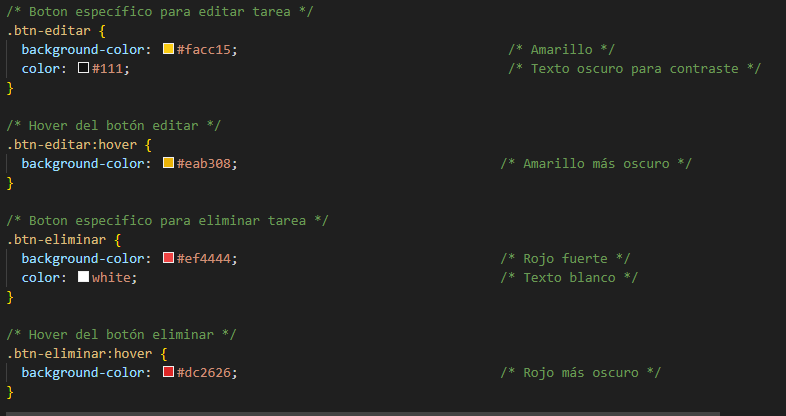 /* Boton específico para editar tarea */
.btn-editar {
background-color: #facc15; /* Amarillo */
color: #111; /* Texto oscuro para contraste */
}
/* Hover del botón editar */
.btn-editar:hover {
background-color: #eab308; /* Amarillo más oscuro */
}
/* Boton especifico para eliminar tarea */
.btn-eliminar {
background-color: #ef4444; /* Rojo fuerte */
color: white; /* Texto blanco */
}
/* Hover del botón eliminar */
.btn-eliminar:hover {
background-color: #dc2626; /* Rojo más oscuro */
}